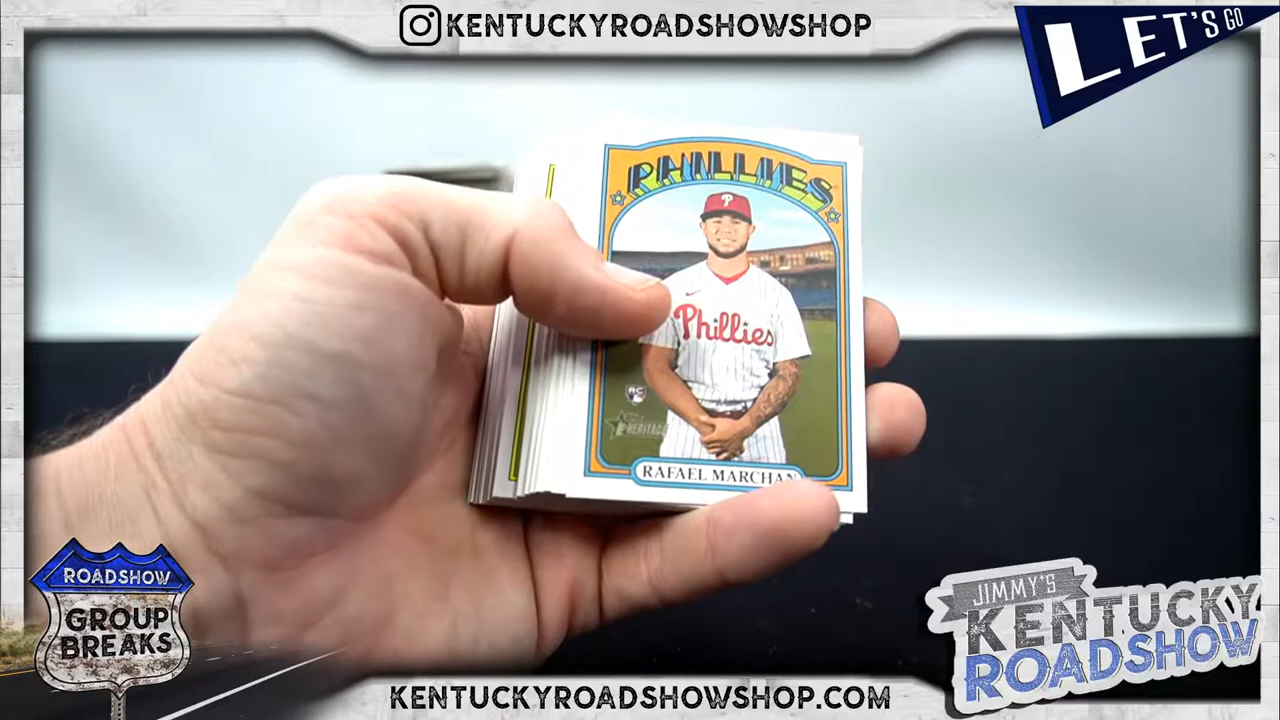 KENTUCKYROADSHOWSHOP
LET'S GO
PHILLIES
P
Phillies
RC
HERITAGE
RAFAEL MARCHAN
ROADSHOW
GROUP
BREAKS
JIMMY'S
KENTUCKY
ROADSHOW
KENTUCKYROADSHOWSHOP.COM